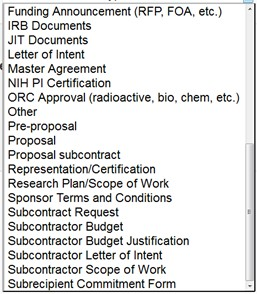 Funding Announcement (RFP, FOA, etc.)
IRB Documents
JIT Documents
Letter of Intent
Master Agreement
NIH PI Certification
ORC Approval (radioactive, bio, chem, etc.)
Other
Pre-proposal
Proposal
Proposal subcontract
Representation/Certification
Research Plan/Scope of Work
Sponsor Terms and Conditions
Subcontract Request
Subcontractor Budget
Subcontractor Budget Justification
Subcontractor Letter of Intent
Subcontractor Scope of Work
Subrecipient Commitment Form